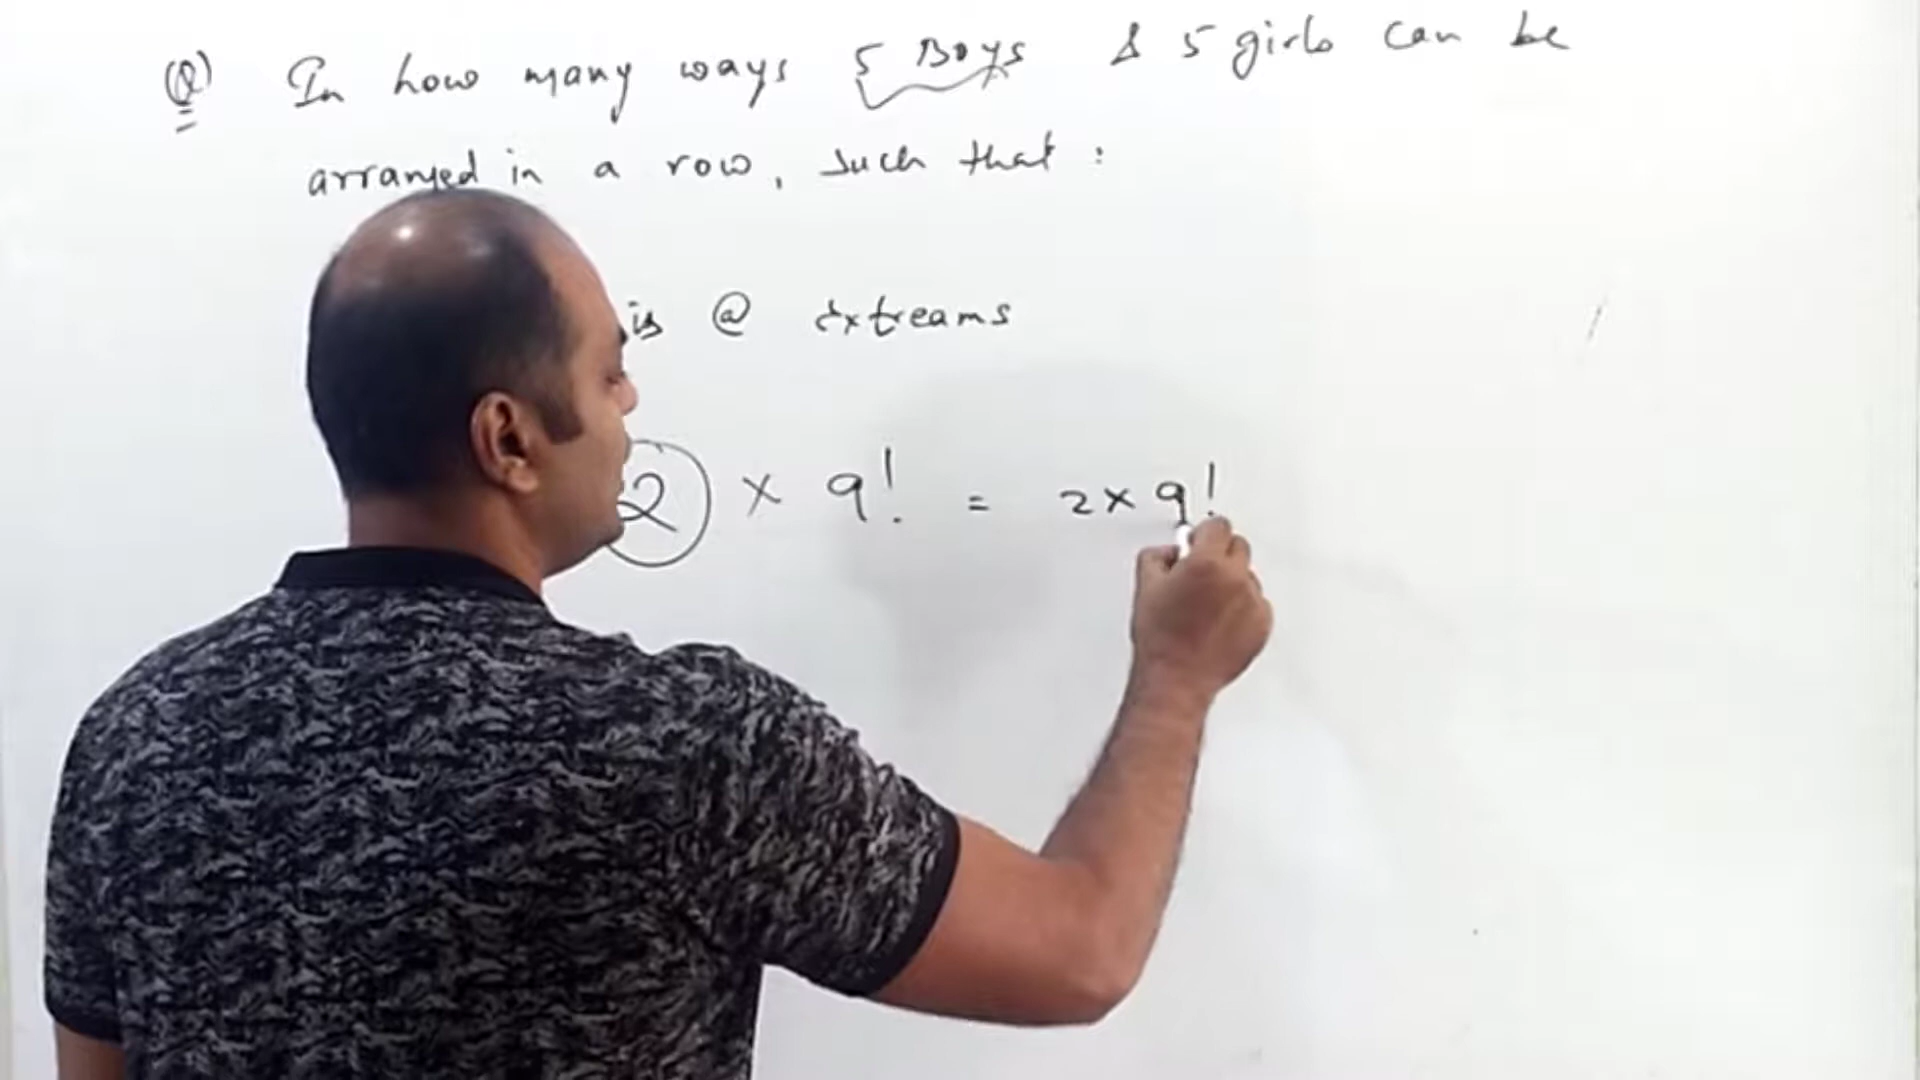 Q) In how many ways 5 Boys & 5 girls can be
arranged in a row, such that :
is @ extreams
2 × 9! = 2 × 9!